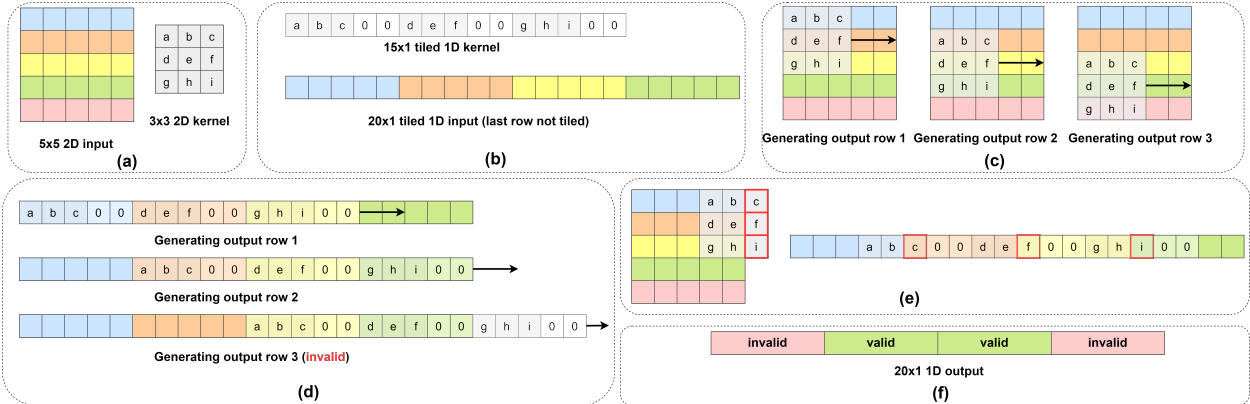 a b c
d e f
g h i
5x5 2D input
3x3 2D kernel
(a)
a b c 0 0 d e f 0 0 g h i 0 0
15x1 tiled 1D kernel
20x1 tiled 1D input (last row not tiled)
(b)
a b c
d e f
g h i
Generating output row 1
a b c
d e f
g h i
Generating output row 2
a b c
d e f
g h i
Generating output row 3
(c)
a b c 0 0 d e f 0 0 g h i 0 0
Generating output row 1
a b c 0 0 d e f 0 0 g h i 0 0
Generating output row 2
a b c 0 0 d e f 0 0 g h i 0 0
Generating output row 3 (invalid)
(d)
a b c
d e f
g h i
a b c 0 0 d e f 0 0 g h i 0 0
(e)
invalid valid valid invalid
20x1 1D output
(f)